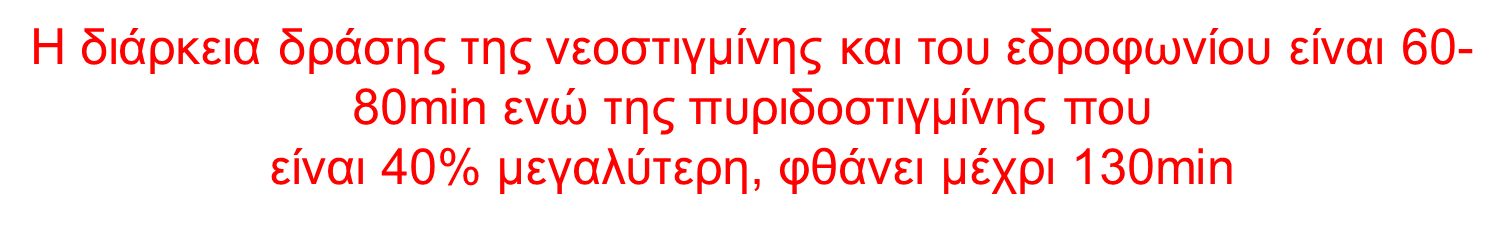 Η διάρκεια δράσης της νεοστιγμίνης και του εδροφωνίου είναι 60-
80min ενώ της πυριδοστιγμίνης που
είναι 40% μεγαλύτερη, φθάνει μέχρι 130min